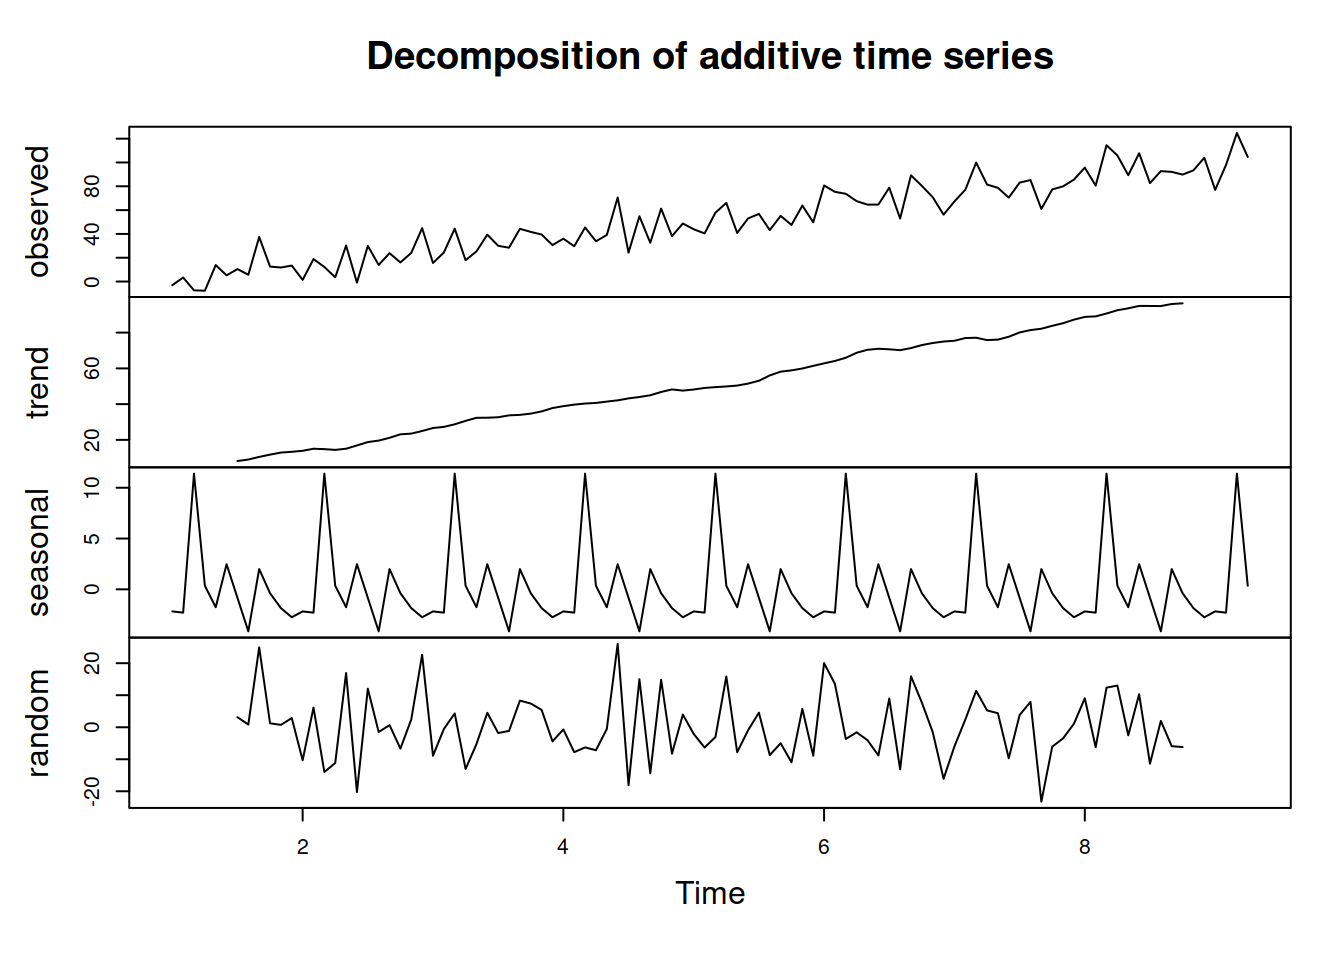 Decomposition of additive time series
observed
0 40 80
trend
20 60
seasonal
0 5 10
random
-20 0 20
2 4 6 8
Time